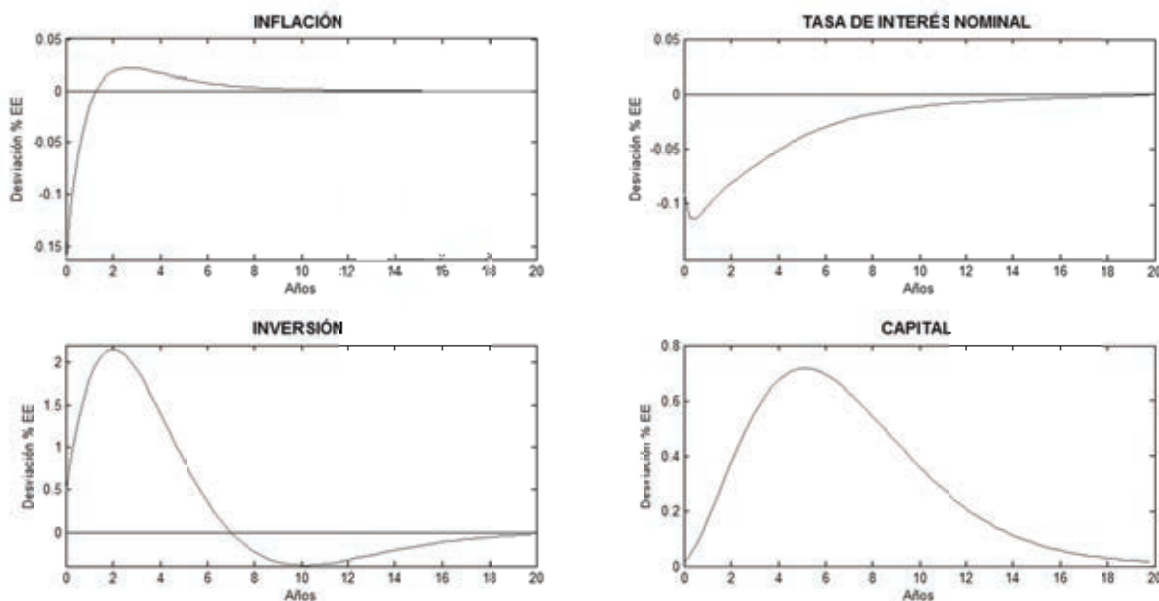 INFLACIÓN
0.05
0
-0.05
-0.1
-0.15
Desviación % EE
0 2 4 6 8 10 12 14 16 18 20
Años
TASA DE INTERÉS NOMINAL
0.05
0
-0.05
-0.1
Desviación % EE
0 2 4 6 8 10 12 14 16 18 20
Años
INVERSIÓN
2
1.5
1
0.5
0
Desviación % EE
0 2 4 6 8 10 12 14 16 18 20
Años
CAPITAL
0.8
0.6
0.4
0.2
0
Desviación % EE
0 2 4 6 8 10 12 14 16 18 20
Años